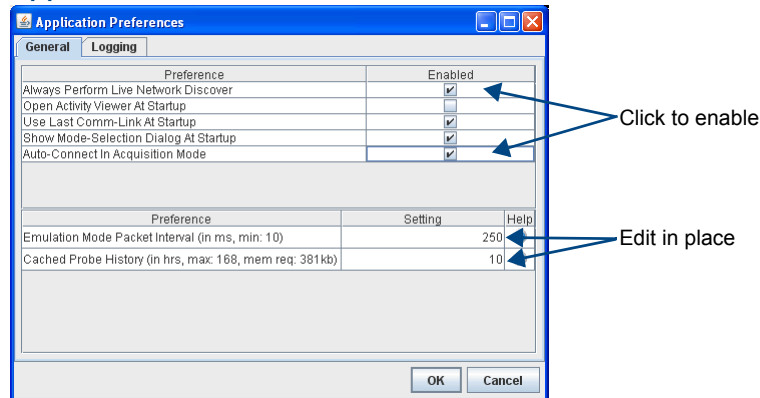 Application Preferences
General Logging
Preference Enabled
Always Perform Live Network Discover
Open Activity Viewer At Startup
Use Last Comm-Link At Startup
Show Mode-Selection Dialog At Startup
Auto-Connect In Acquisition Mode
Click to enable
Preference Setting Help
Emulation Mode Packet Interval (in ms, min: 10) 250
Edit in place
Cached Probe History (in hrs, max: 168, mem req: 381kb) 10
OK Cancel